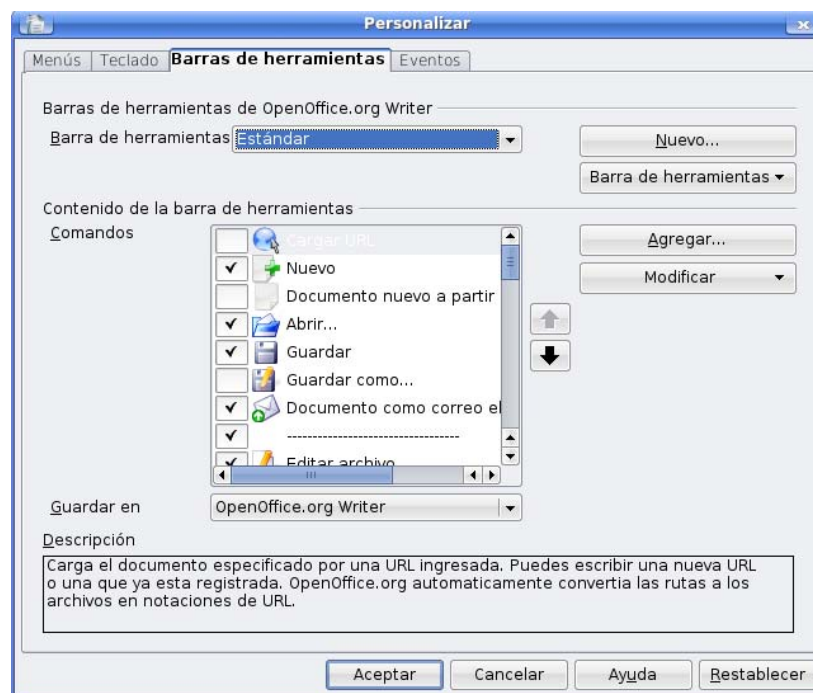 Personalizar
Menús Teclado Barras de herramientas Eventos
Barras de herramientas de OpenOffice.org Writer
Barra de herramientas Estándar
Nuevo...
Barra de herramientas
Contenido de la barra de herramientas
Comandos
Cargar URL
Agregar...
Nuevo
Modificar
Documento nuevo a partir
Abrir...
Guardar
Guardar como...
Documento como correo el
----------------------------------
Editar archivo
Guardar en OpenOffice.org Writer
Descripción
Carga el documento especificado por una URL ingresada. Puedes escribir una nueva URL
o una que ya esta registrada. OpenOffice.org automaticamente convertia las rutas a los
archivos en notaciones de URL.
Aceptar Cancelar Ayuda Restablecer